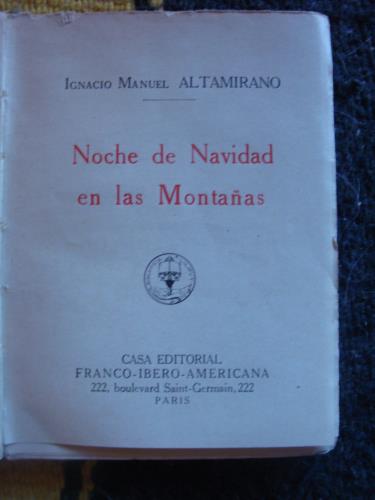 IGNACIO MANUEL ALTAMIRANO
Noche de Navidad
en las Montañas
CASA EDITORIAL
FRANCO-IBERO-AMERICANA
222, boulevard Saint-Germain, 222
PARIS